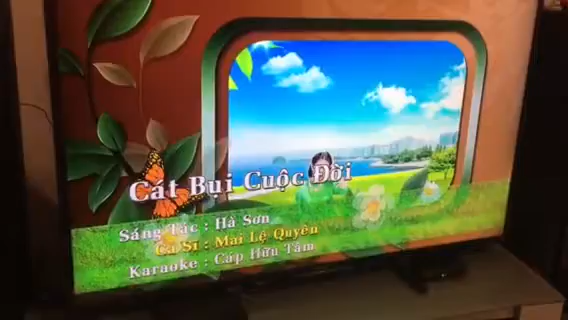 Cát Bụi Cuộc Đời
Sáng Tác : Hà Sơn
Ca Sĩ : Mai Lệ Quyên
Karaoke : Cáp Hữu Tâm